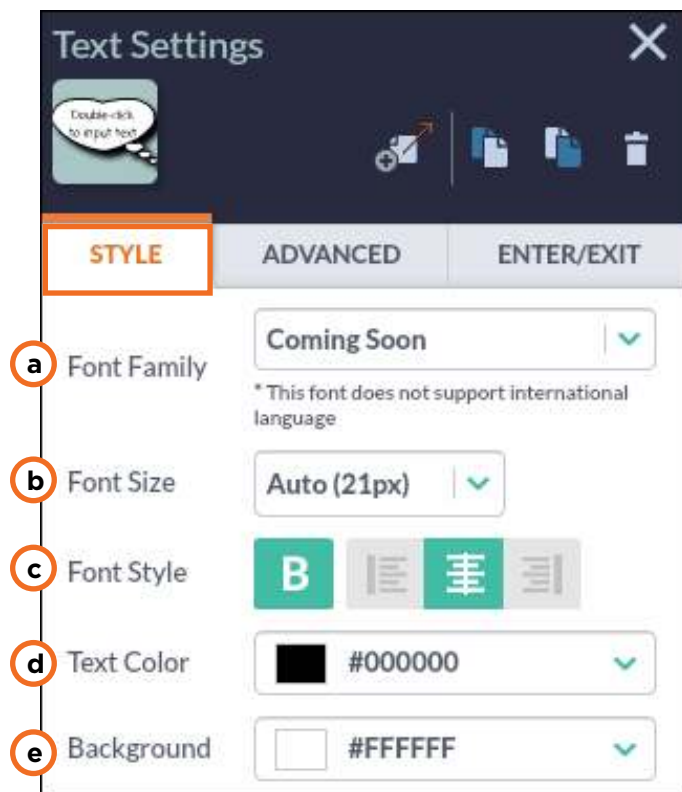 Text Settings
Double-click
to input text
STYLE
ADVANCED
ENTER/EXIT
a
Font Family
Coming Soon
* This font does not support international
language
b
Font Size
Auto (21px)
c
Font Style
B
d
Text Color
#000000
e
Background
#FFFFFF